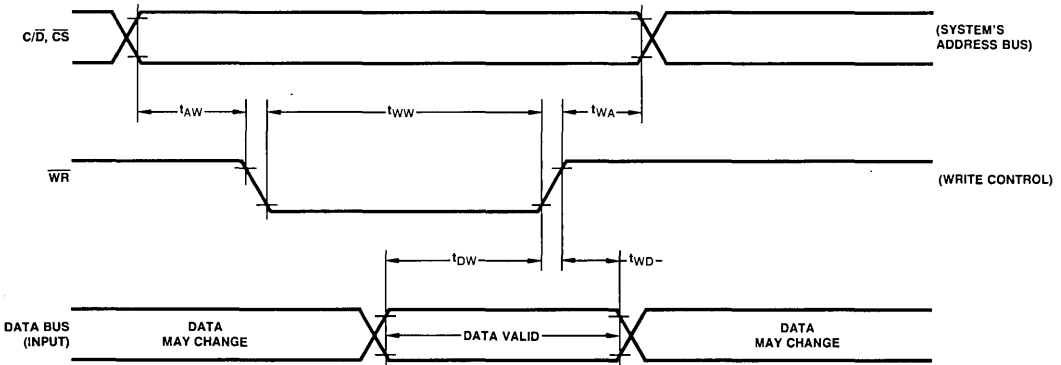 C/D̅, C̅S̅
(SYSTEM'S
ADDRESS BUS)
tAW
tWW
tWA
W̅R̅
(WRITE CONTROL)
tDW
tWD
DATA BUS
(INPUT)
DATA
MAY CHANGE
DATA VALID
DATA
MAY CHANGE